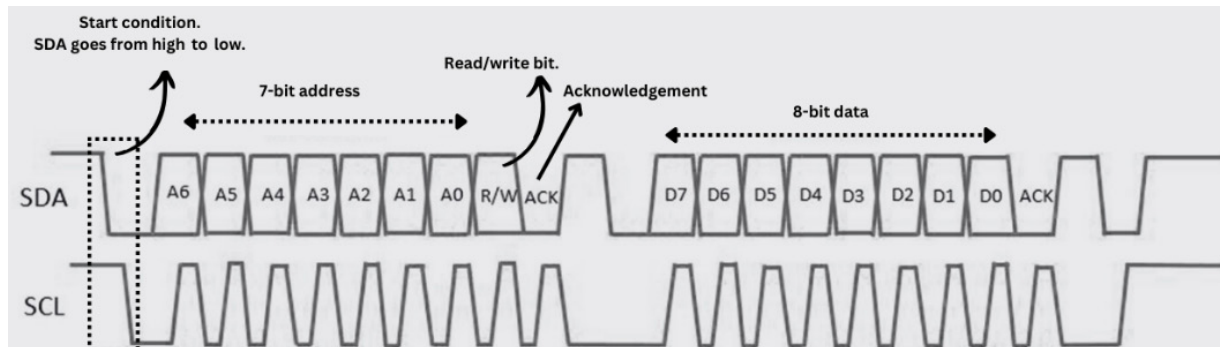 Start condition.
SDA goes from high to low.
Read/write bit.
7-bit address
Acknowledgement
8-bit data
SDA A6 A5 A4 A3 A2 A1 A0 R/W ACK D7 D6 D5 D4 D3 D2 D1 D0 ACK
SCL